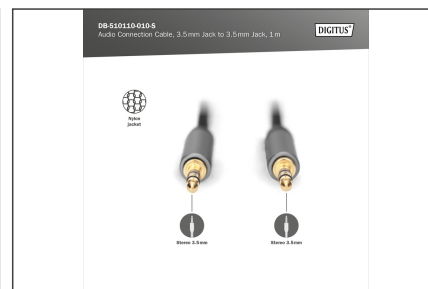 DB-510110-010-S
Audio Connection Cable, 3.5mm Jack to 3.5mm Jack, 1m
DIGITUS®
Nylon
jacket
Stereo 3.5mm
Stereo 3.5mm